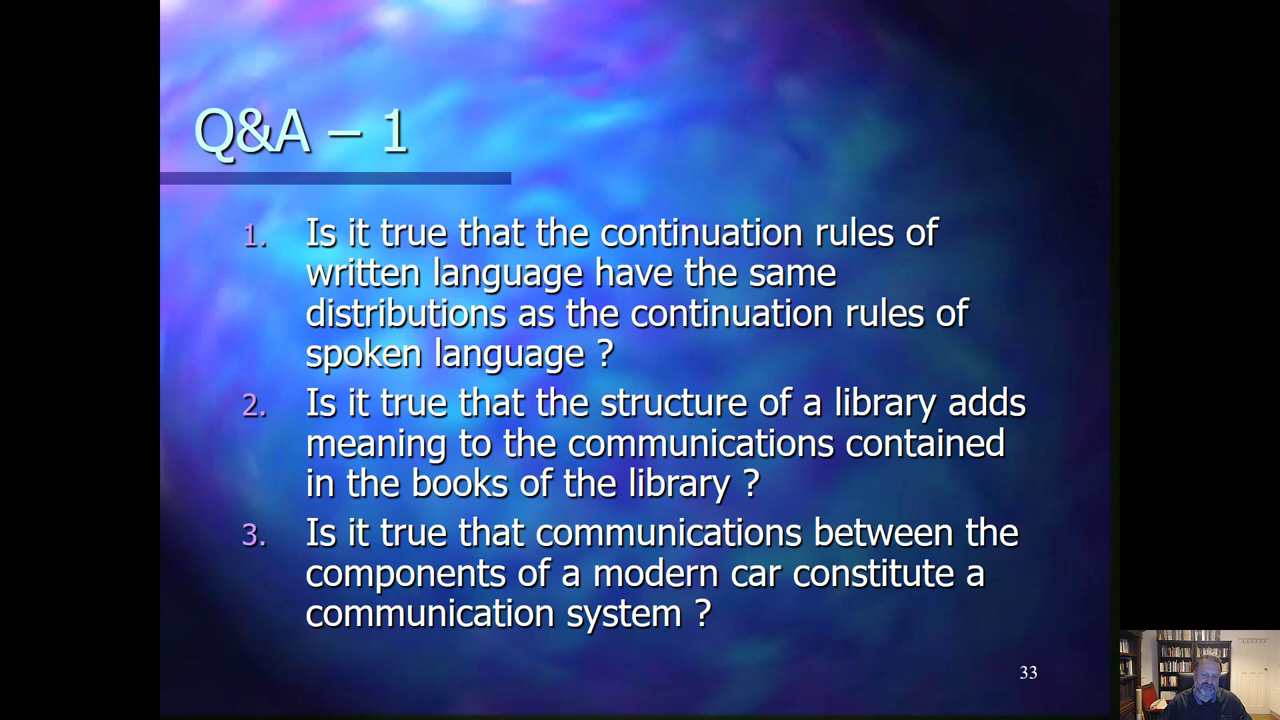 Q&A – 1
1. Is it true that the continuation rules of
written language have the same
distributions as the continuation rules of
spoken language ?
2. Is it true that the structure of a library adds
meaning to the communications contained
in the books of the library ?
3. Is it true that communications between the
components of a modern car constitute a
communication system ?
33